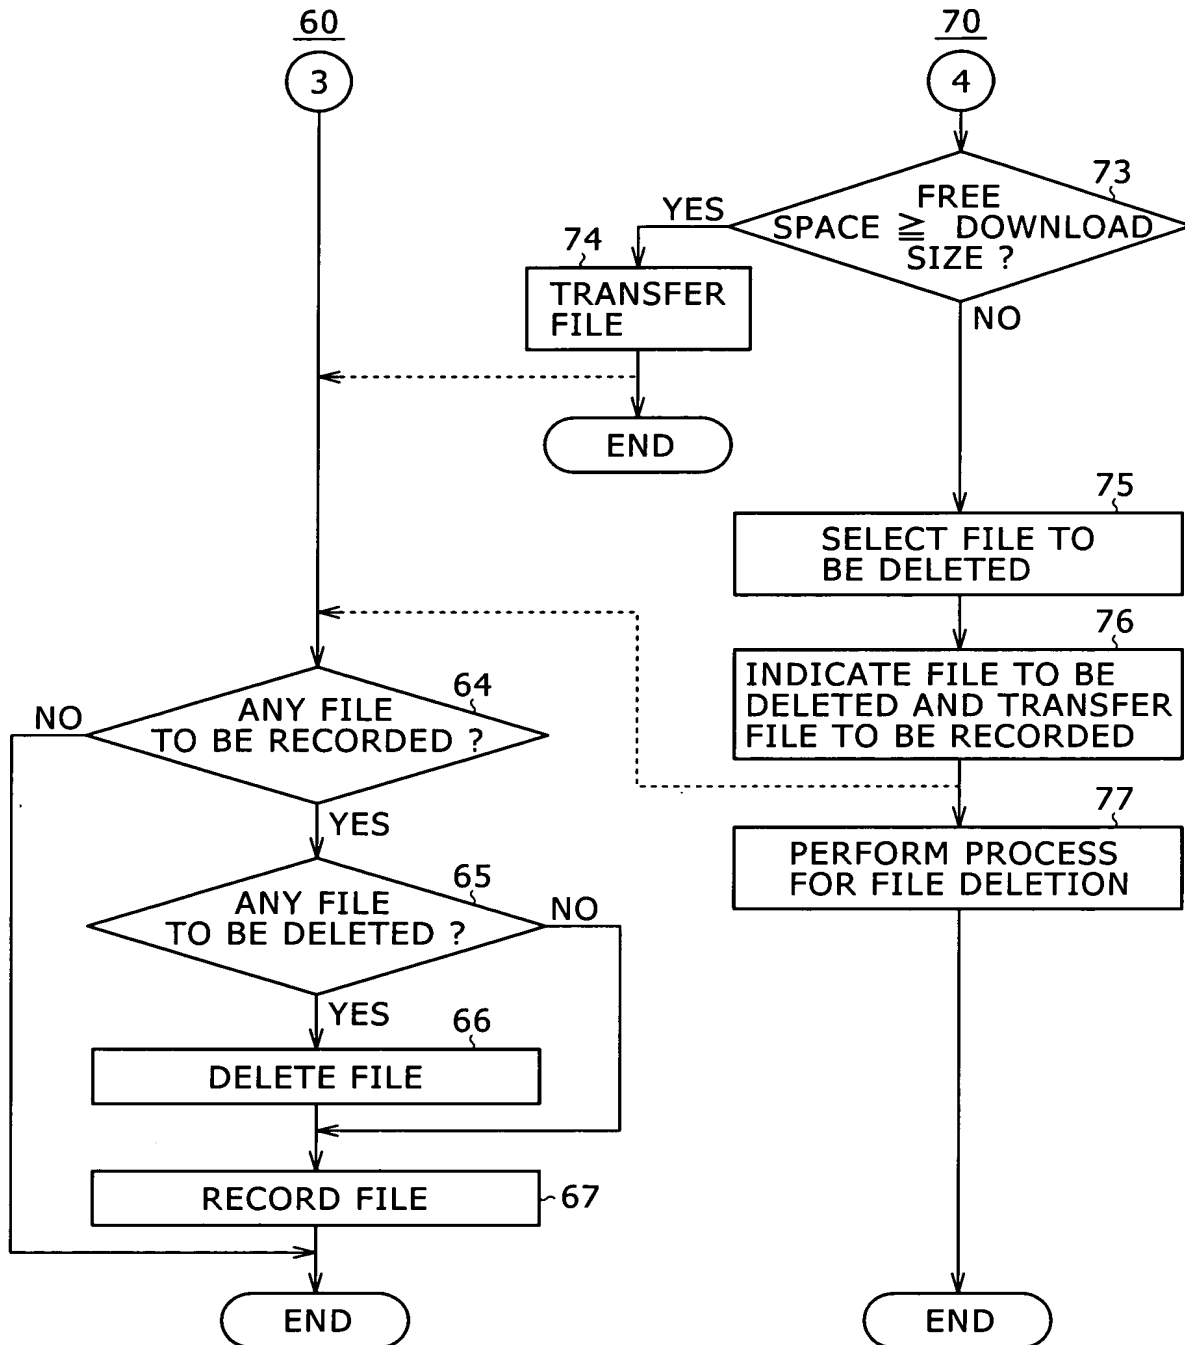 60
70
3
4
73
FREE
SPACE ≧ DOWNLOAD
SIZE ?
YES
NO
74
TRANSFER
FILE
END
75
SELECT FILE TO
BE DELETED
76
INDICATE FILE TO BE
DELETED AND TRANSFER
FILE TO BE RECORDED
64
ANY FILE
TO BE RECORDED ?
NO
YES
77
PERFORM PROCESS
FOR FILE DELETION
65
ANY FILE
TO BE DELETED ?
NO
YES
66
DELETE FILE
RECORD FILE
67
END
END